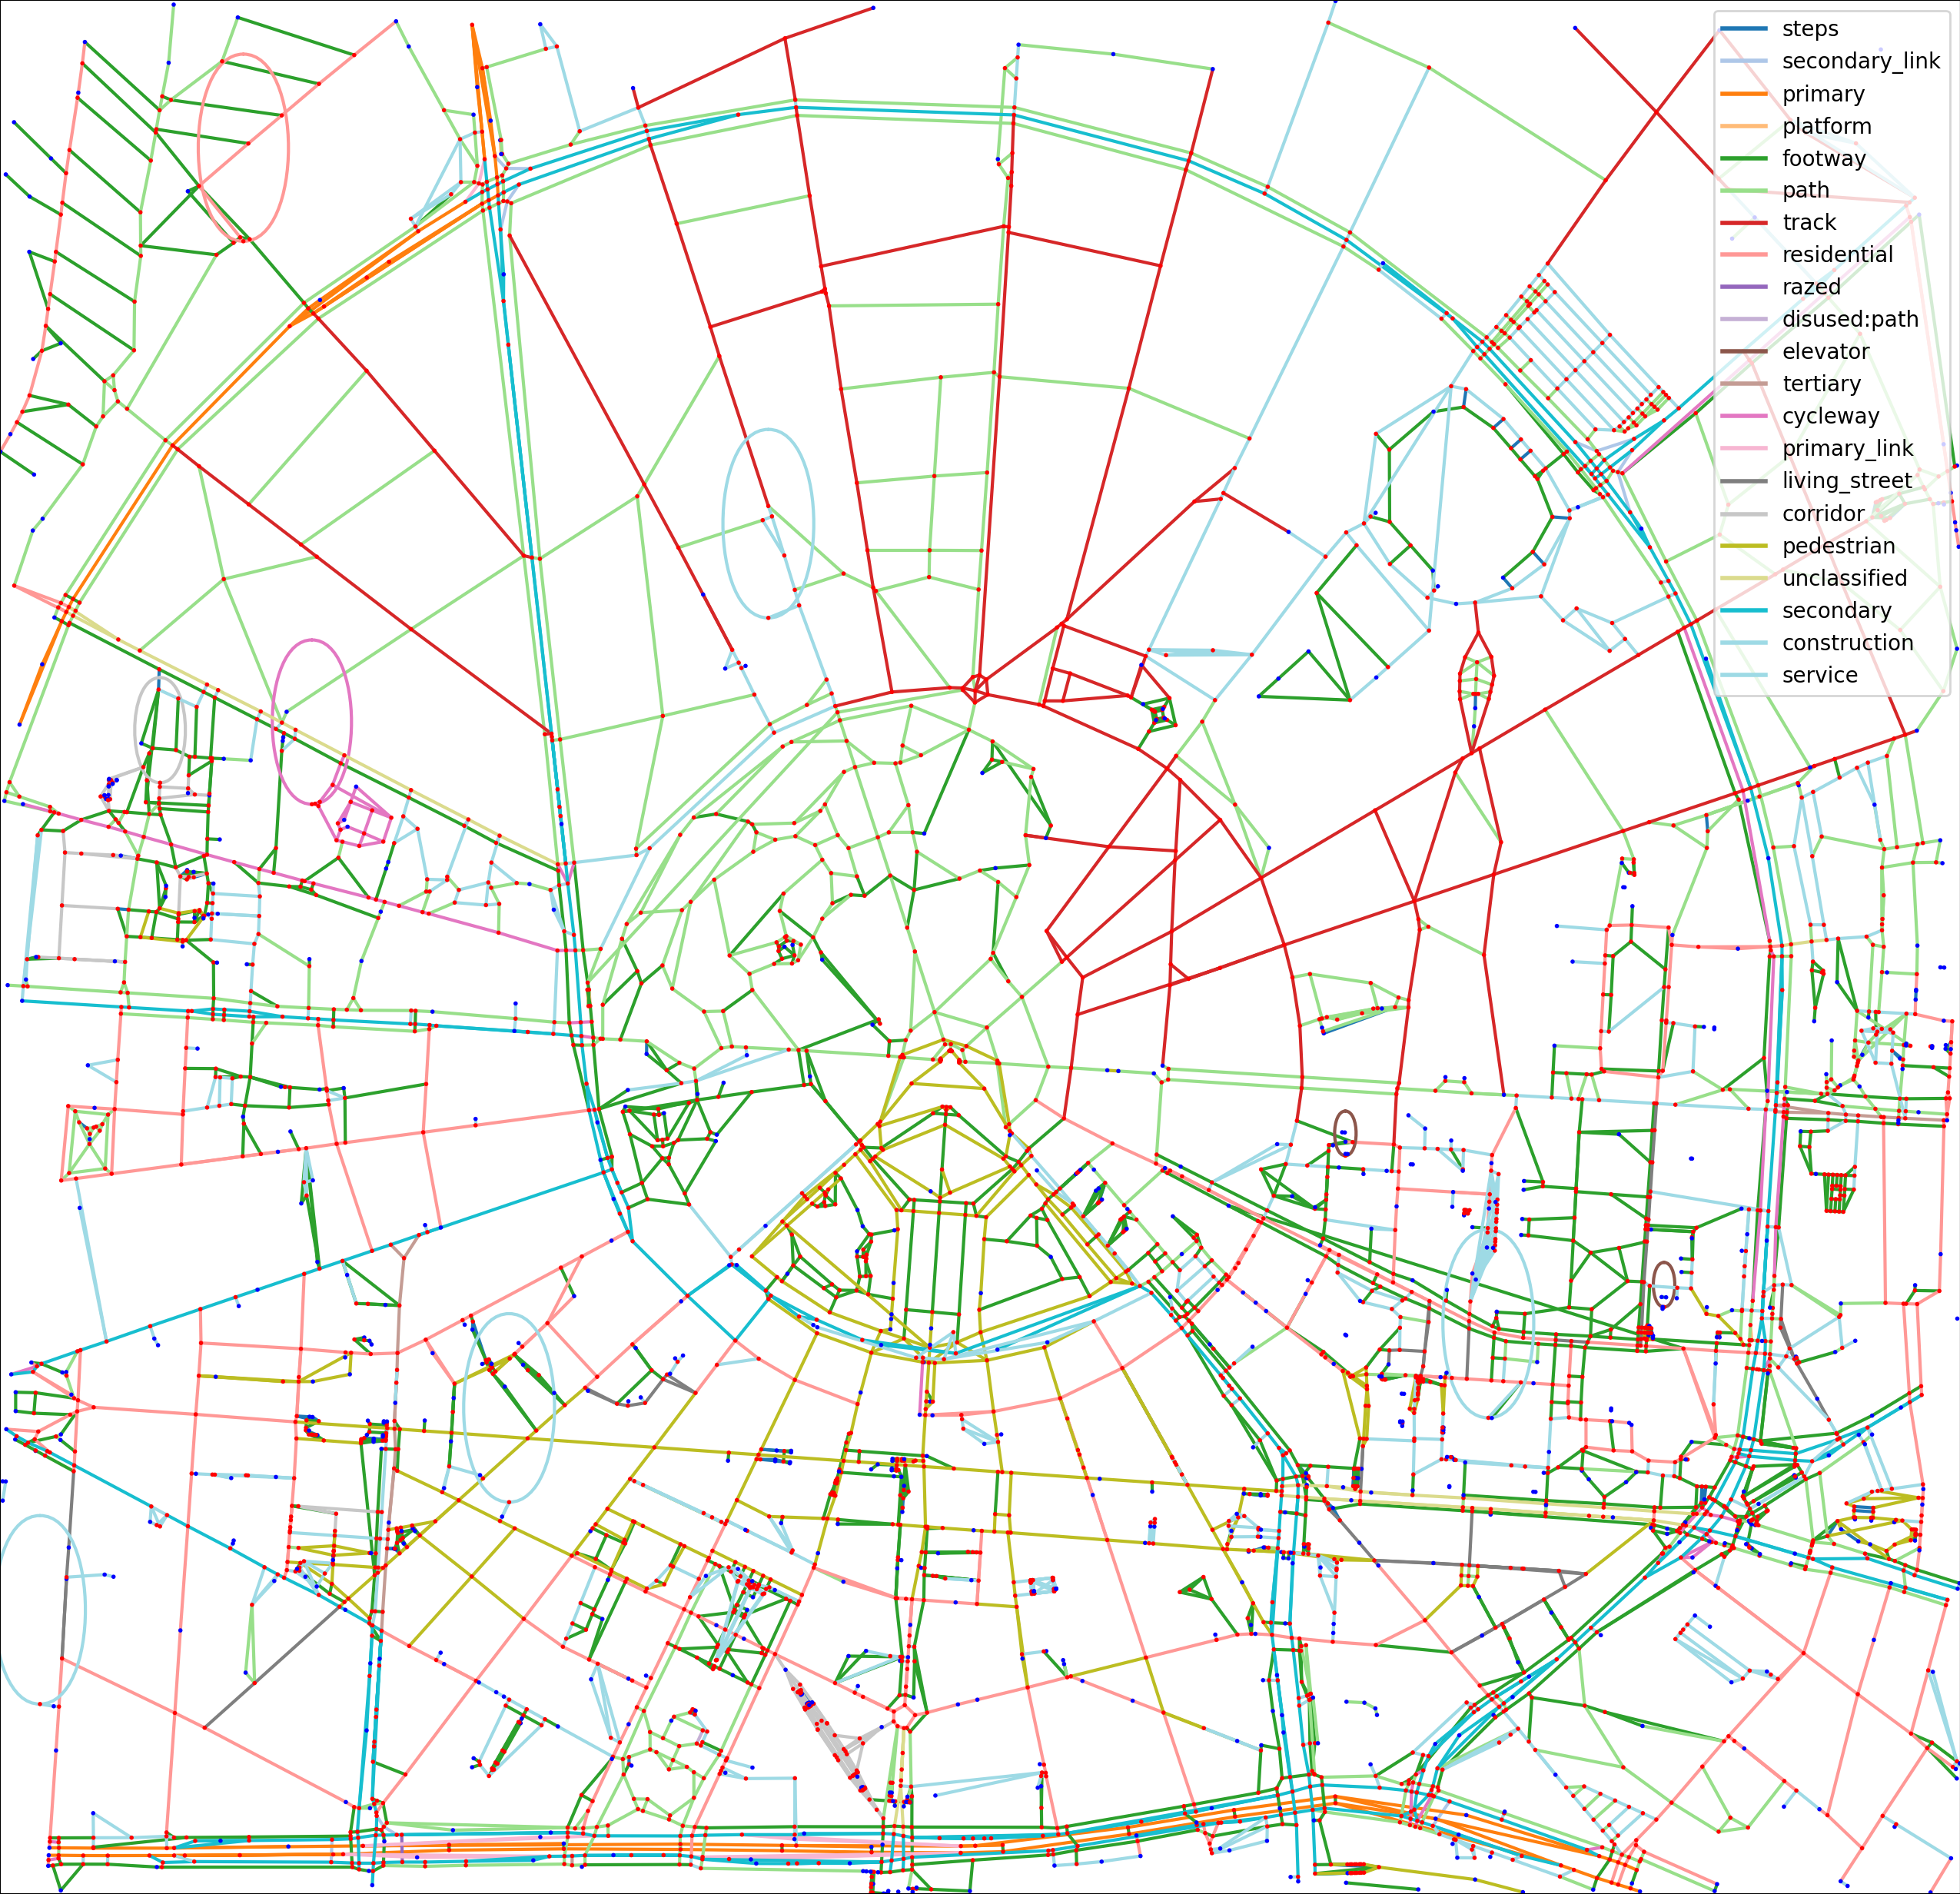 steps
secondary_link
primary
platform
footway
path
track
residential
razed
disused:path
elevator
tertiary
cycleway
primary_link
living_street
corridor
pedestrian
unclassified
secondary
construction
service